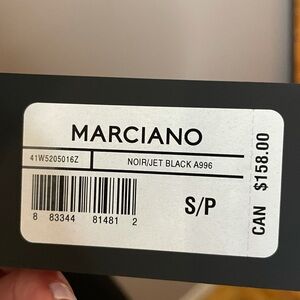 MARCIANO
41W5205016Z
NOIR/JET BLACK A996
8 83344 81481 2
S/P
CAN $158.00